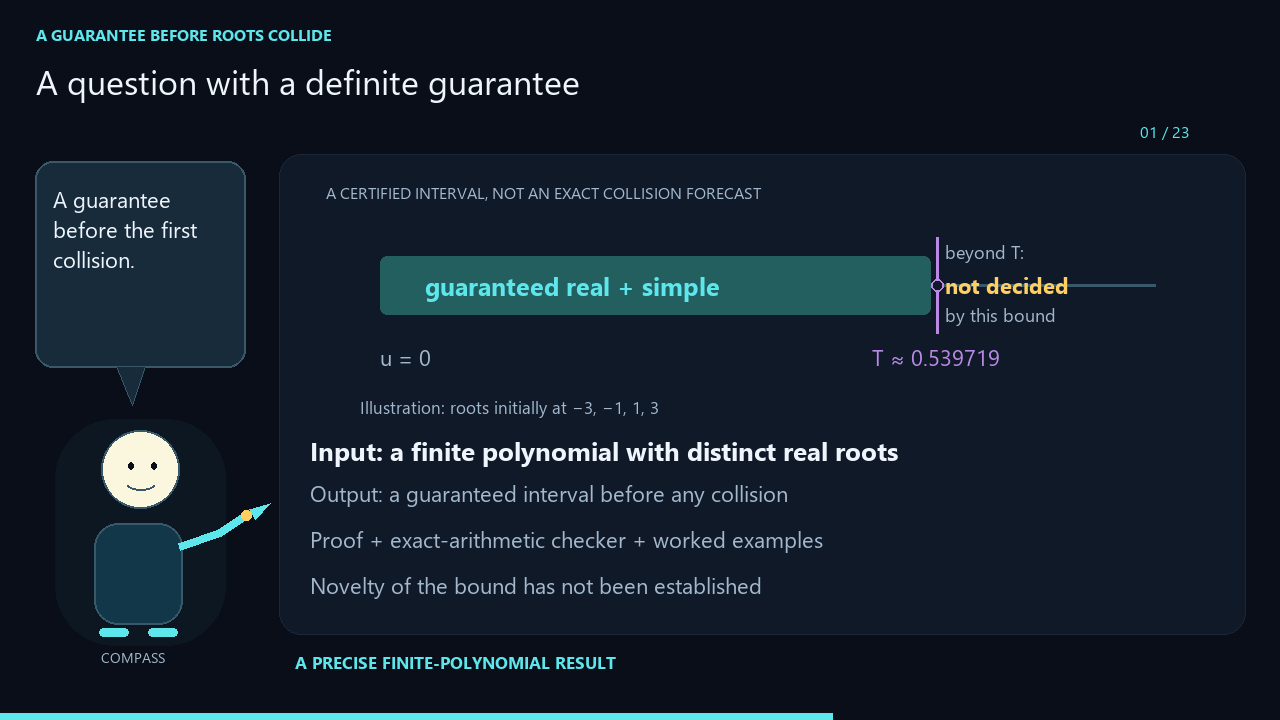 A GUARANTEE BEFORE ROOTS COLLIDE
A question with a definite guarantee
01 / 23
A guarantee
before the first
collision.
A CERTIFIED INTERVAL, NOT AN EXACT COLLISION FORECAST
guaranteed real + simple
beyond T:
not decided
by this bound
u = 0
T ≈ 0.539719
Illustration: roots initially at −3, −1, 1, 3
Input: a finite polynomial with distinct real roots
Output: a guaranteed interval before any collision
Proof + exact-arithmetic checker + worked examples
Novelty of the bound has not been established
COMPASS
A PRECISE FINITE-POLYNOMIAL RESULT